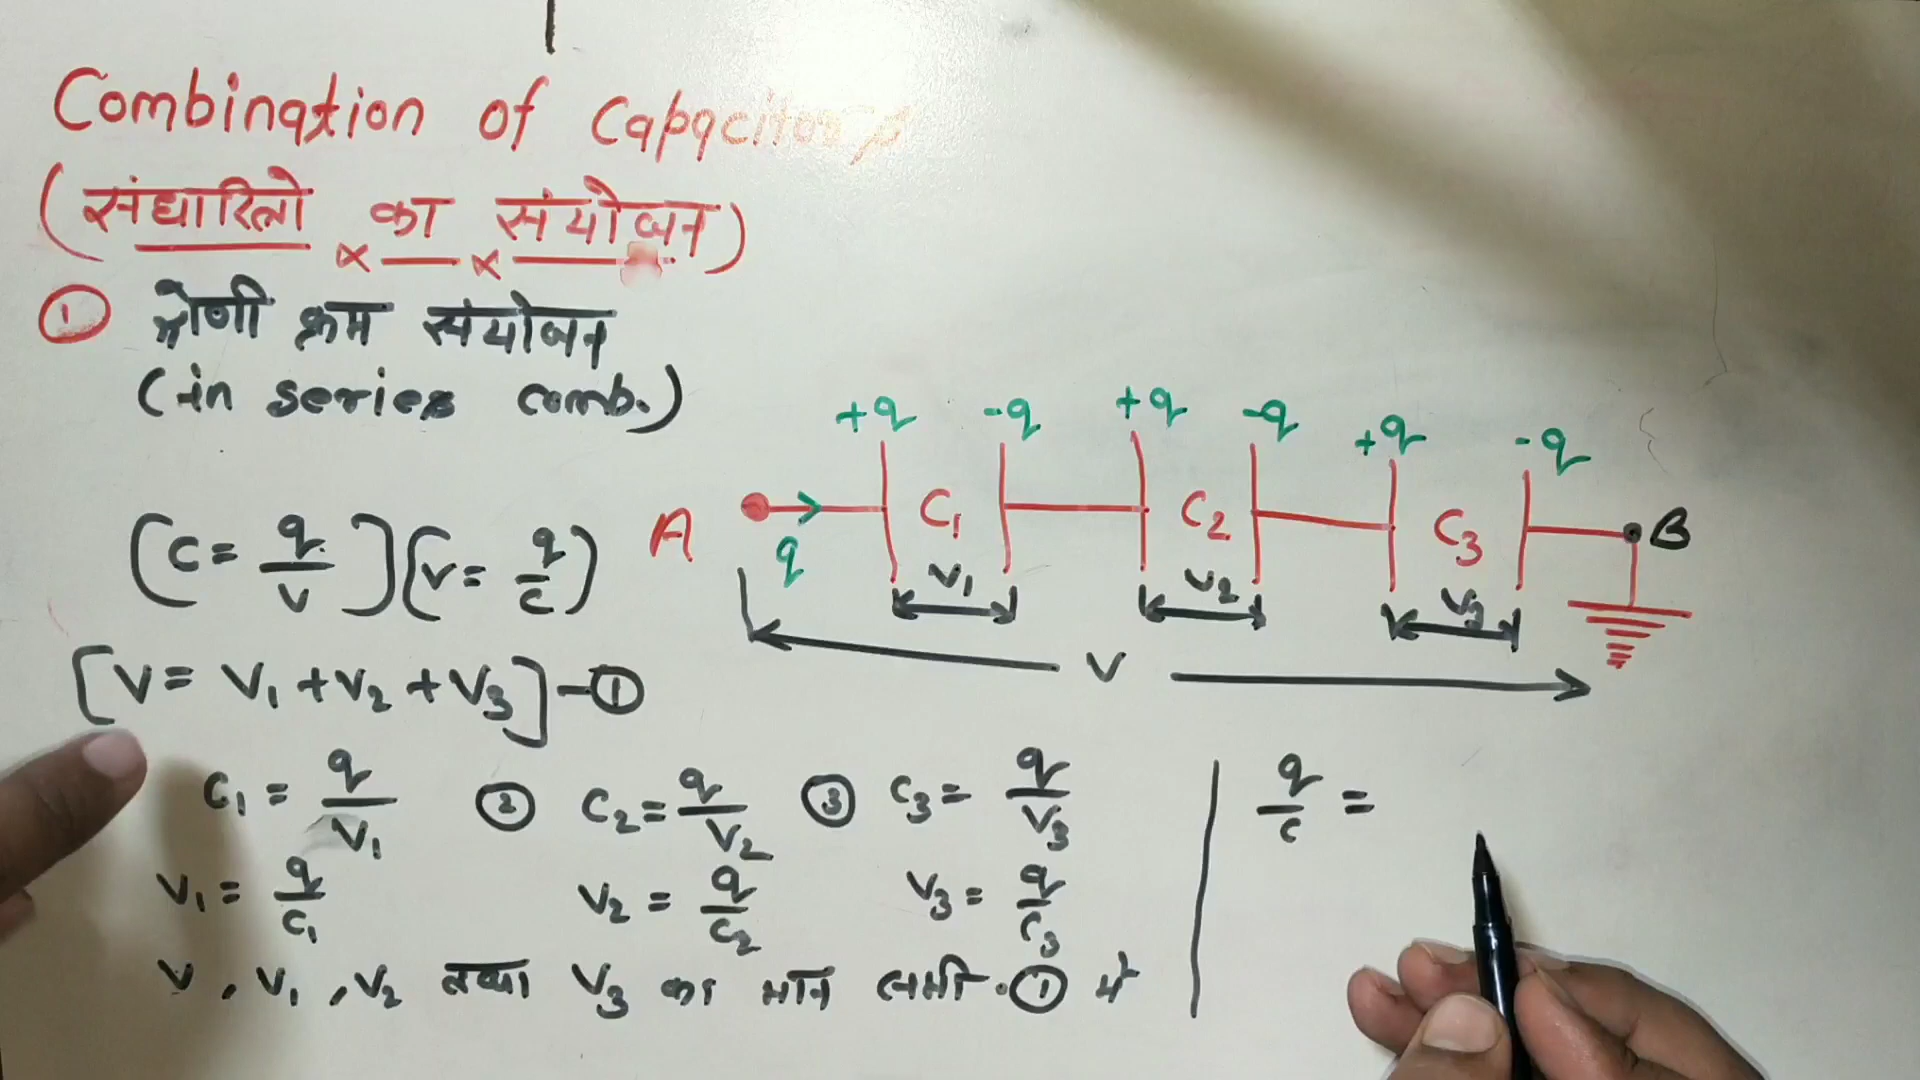 Combination of Capacitors
(संधारित्रो का संयोजन)
① श्रेणी क्रम संयोजन
(in series comb.)
+q -q +q -q +q -q
A q C₁ C₂ C₃ B
V₁ V₂ V₃
V
[C = q/V] [V = q/C]
[V = V₁ + V₂ + V₃] - ①
C₁ = q/V₁ ② C₂ = q/V₂ ③ C₃ = q/V₃
V₁ = q/C₁ V₂ = q/C₂ V₃ = q/C₃
V, V₁, V₂ तथा V₃ का मान समी. ① में
q/C =